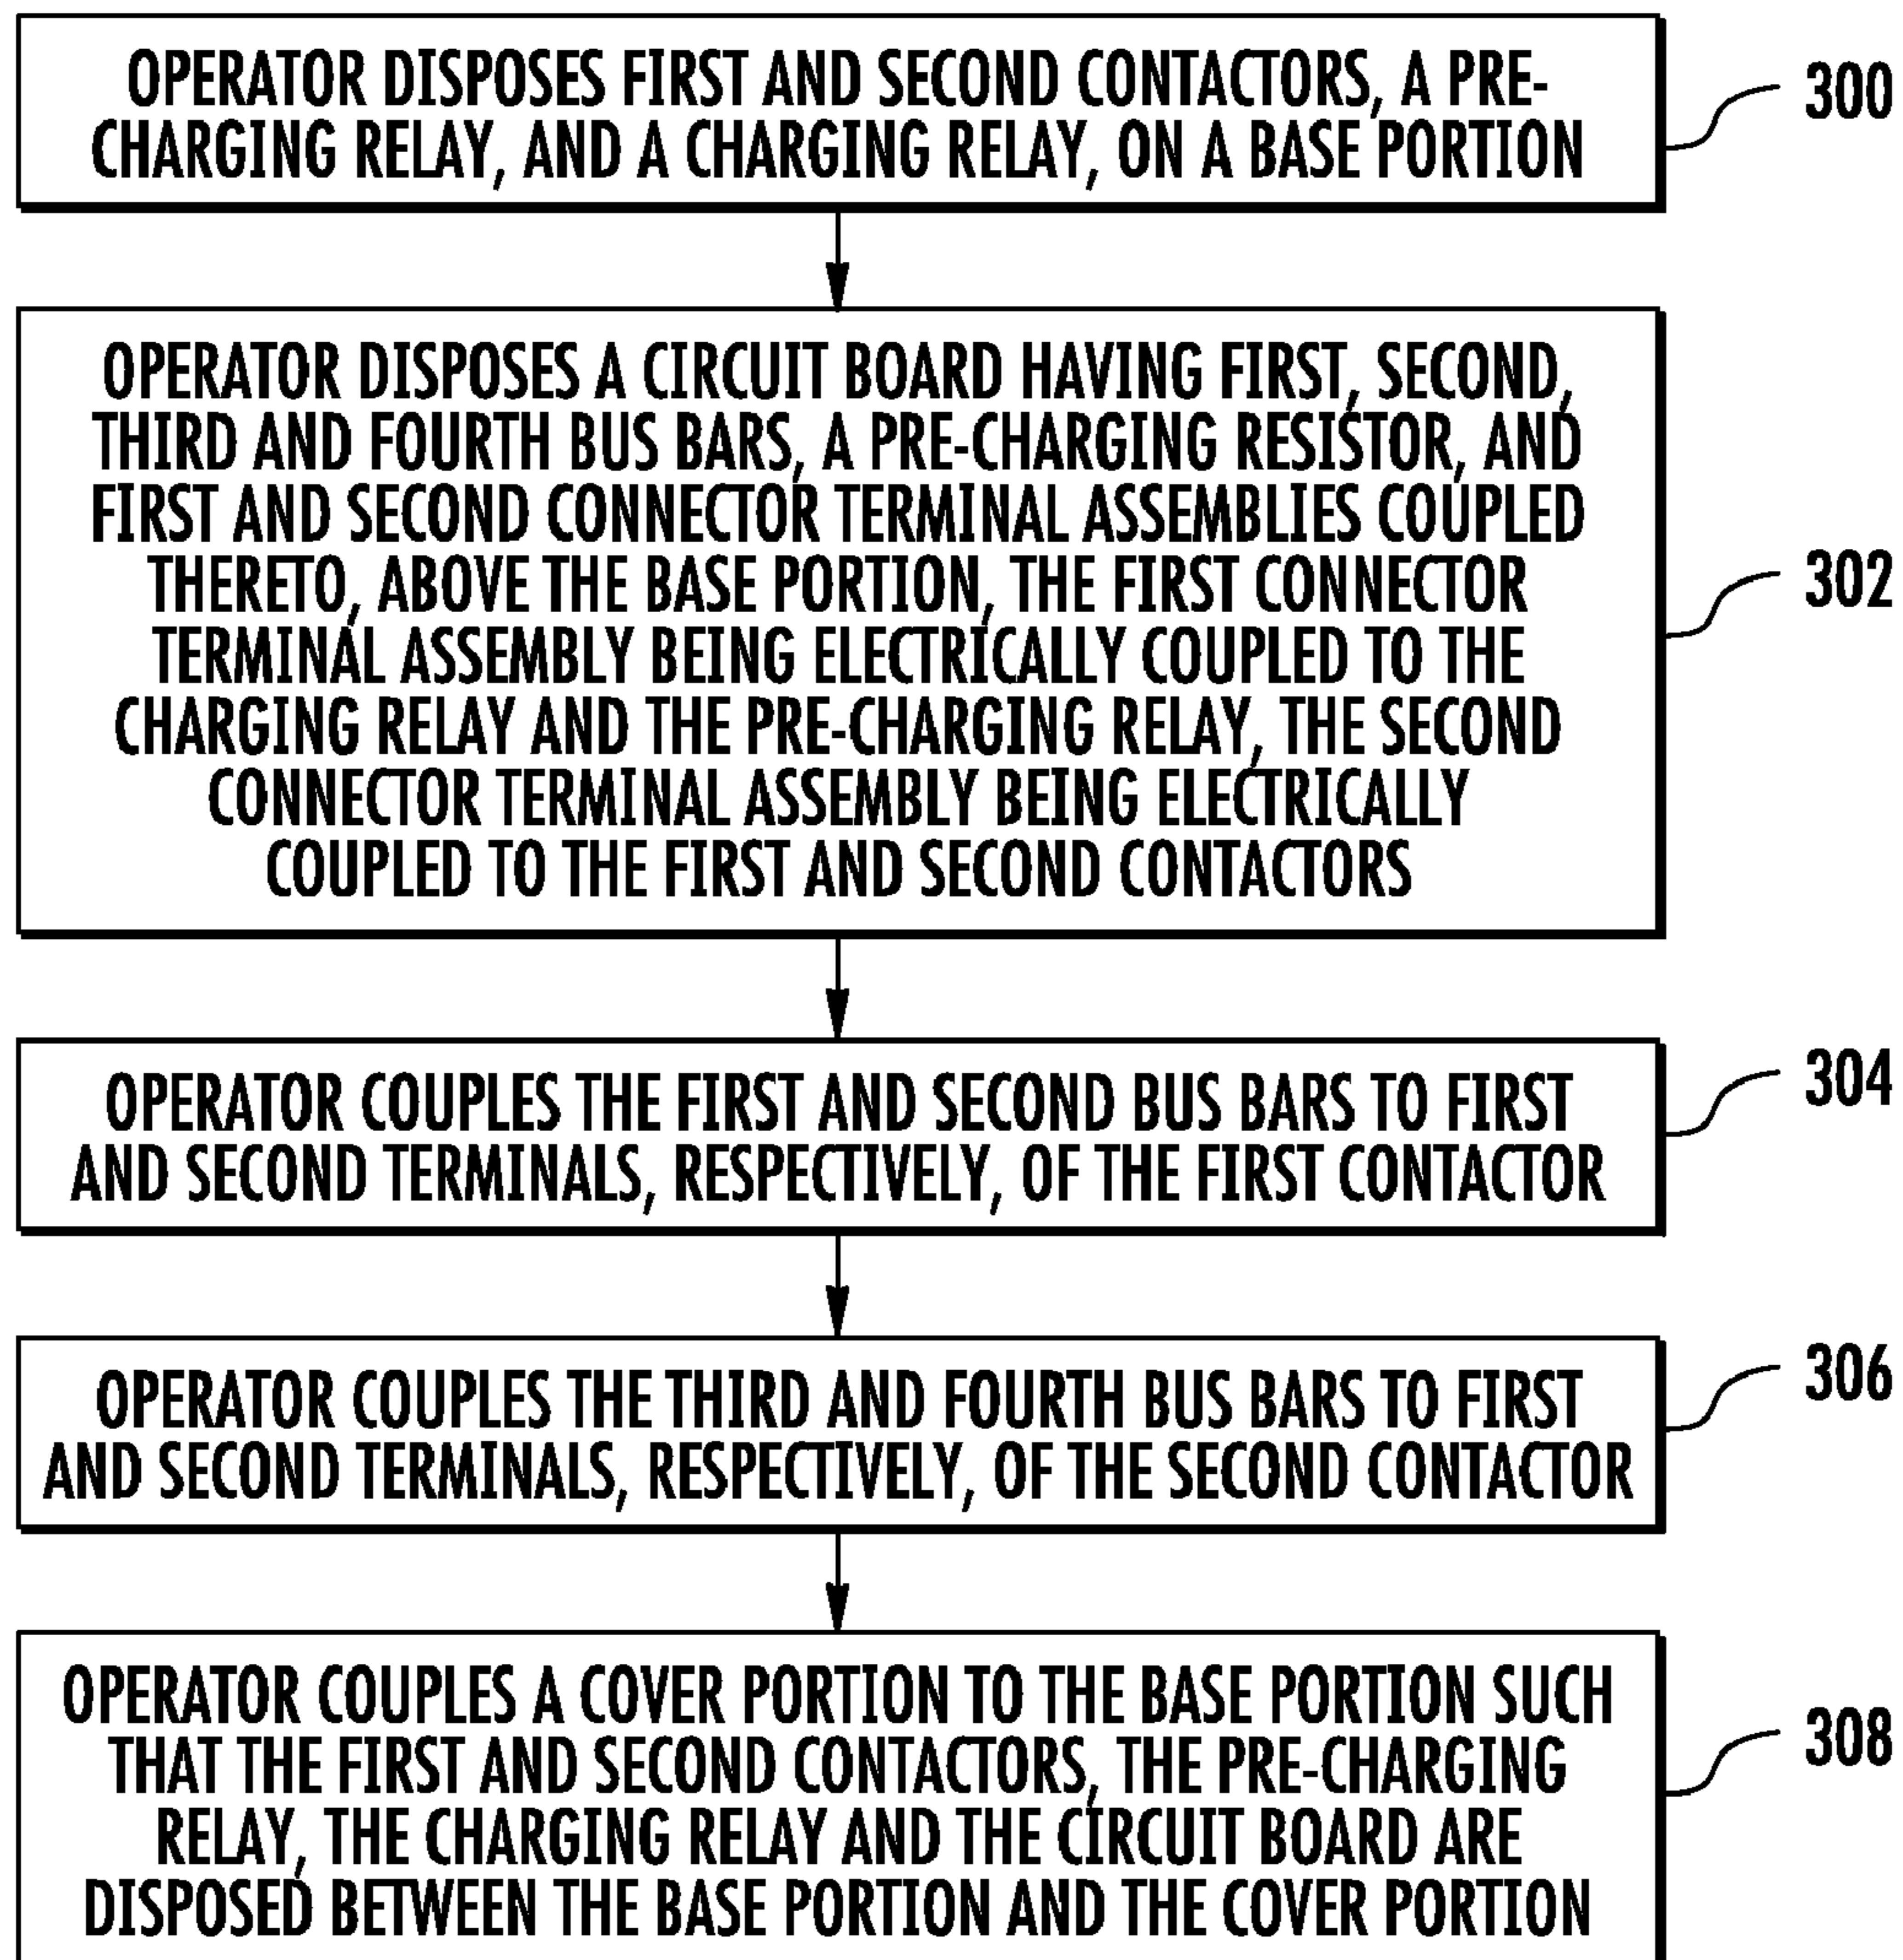 OPERATOR DISPOSES FIRST AND SECOND CONTACTORS, A PRE-
CHARGING RELAY, AND A CHARGING RELAY, ON A BASE PORTION
300
OPERATOR DISPOSES A CIRCUIT BOARD HAVING FIRST, SECOND,
THIRD AND FOURTH BUS BARS, A PRE-CHARGING RESISTOR, AND
FIRST AND SECOND CONNECTOR TERMINAL ASSEMBLIES COUPLED
THERETO, ABOVE THE BASE PORTION, THE FIRST CONNECTOR
TERMINAL ASSEMBLY BEING ELECTRICALLY COUPLED TO THE
CHARGING RELAY AND THE PRE-CHARGING RELAY, THE SECOND
CONNECTOR TERMINAL ASSEMBLY BEING ELECTRICALLY
COUPLED TO THE FIRST AND SECOND CONTACTORS
302
OPERATOR COUPLES THE FIRST AND SECOND BUS BARS TO FIRST
AND SECOND TERMINALS, RESPECTIVELY, OF THE FIRST CONTACTOR
304
OPERATOR COUPLES THE THIRD AND FOURTH BUS BARS TO FIRST
AND SECOND TERMINALS, RESPECTIVELY, OF THE SECOND CONTACTOR
306
OPERATOR COUPLES A COVER PORTION TO THE BASE PORTION SUCH
THAT THE FIRST AND SECOND CONTACTORS, THE PRE-CHARGING
RELAY, THE CHARGING RELAY AND THE CIRCUIT BOARD ARE
DISPOSED BETWEEN THE BASE PORTION AND THE COVER PORTION
308